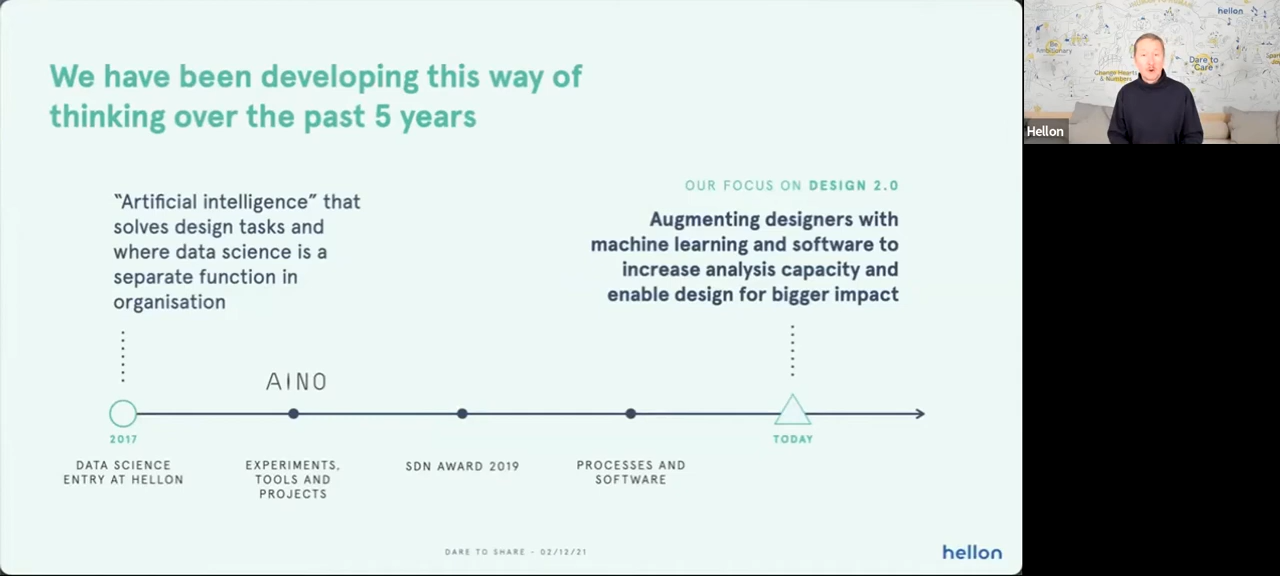 We have been developing this way of
thinking over the past 5 years
“Artificial intelligence” that
solves design tasks and
where data science is a
separate function in
organisation
OUR FOCUS ON DESIGN 2.0
Augmenting designers with
machine learning and software to
increase analysis capacity and
enable design for bigger impact
AINO
2017
TODAY
DATA SCIENCE
ENTRY AT HELLON
EXPERIMENTS,
TOOLS AND
PROJECTS
SDN AWARD 2019
PROCESSES AND
SOFTWARE
DARE TO SHARE - 02/12/21
hellon
hellon
Dare to
Care
Change Hearts
& Numbers
Hellon